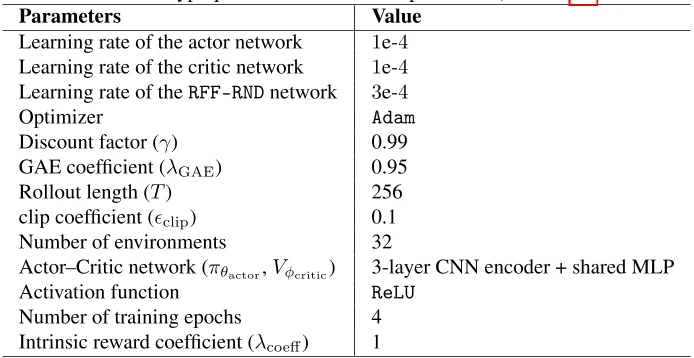 Parameters Value
Learning rate of the actor network 1e-4
Learning rate of the critic network 1e-4
Learning rate of the RFF-RND network 3e-4
Optimizer Adam
Discount factor (γ) 0.99
GAE coefficient (λ_GAE) 0.95
Rollout length (T) 256
clip coefficient (ϵ_clip) 0.1
Number of environments 32
Actor–Critic network (π_θ_actor, V_ϕ_critic) 3-layer CNN encoder + shared MLP
Activation function ReLU
Number of training epochs 4
Intrinsic reward coefficient (λ_coeff) 1